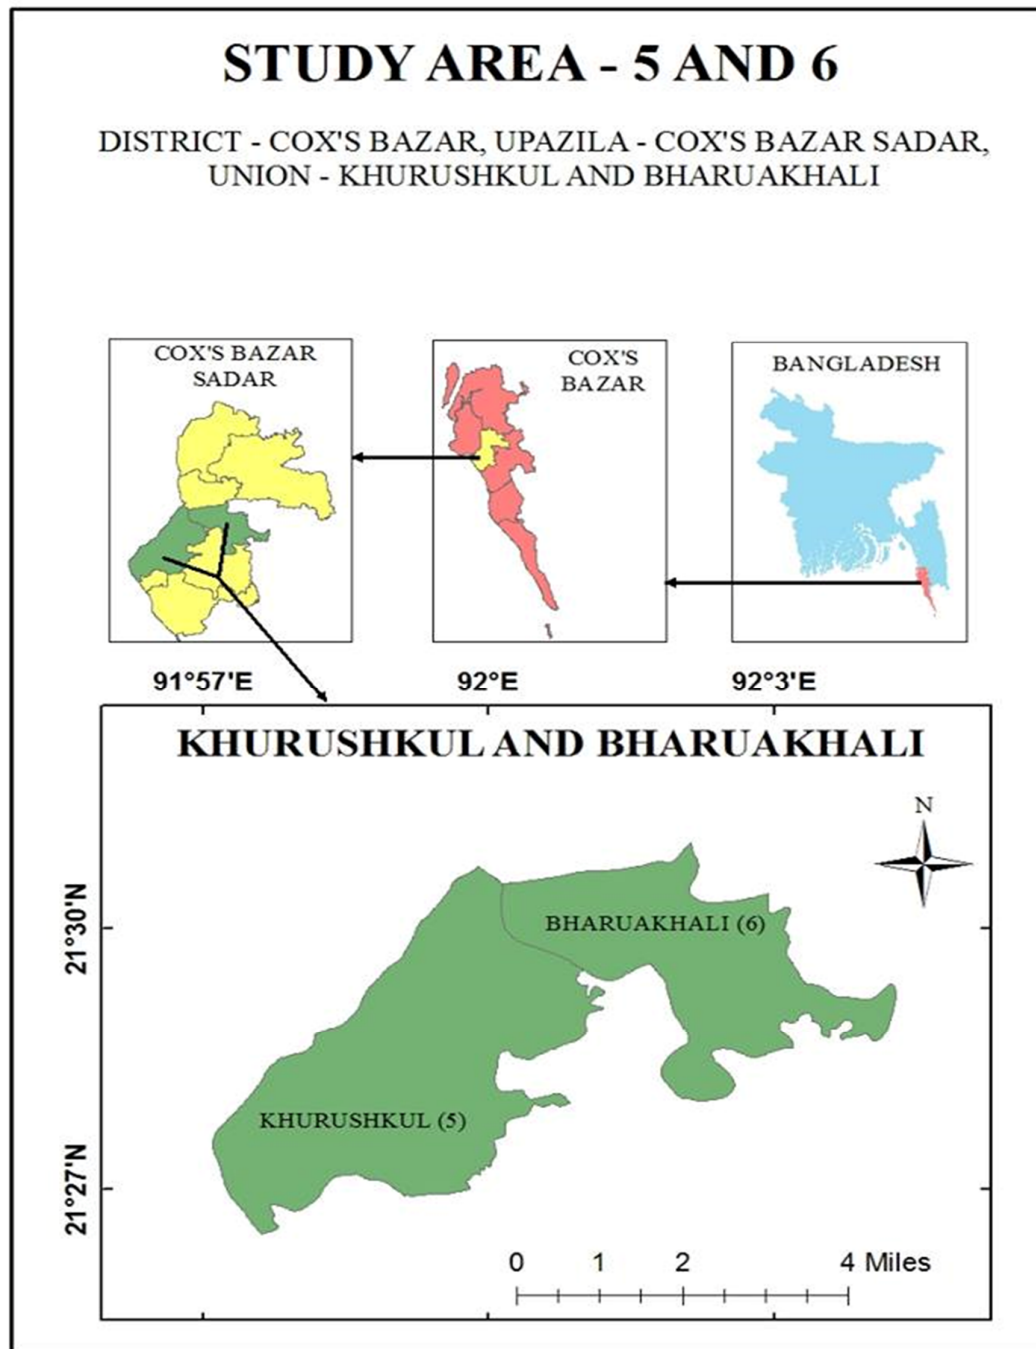 STUDY AREA - 5 AND 6
DISTRICT - COX'S BAZAR, UPAZILA - COX'S BAZAR SADAR,
UNION - KHURUSHKUL AND BHARUAKHALI
COX'S BAZAR
SADAR
COX'S
BAZAR
BANGLADESH
91°57'E
92°E
92°3'E
KHURUSHKUL AND BHARUAKHALI
N
21°30'N
BHARUAKHALI (6)
KHURUSHKUL (5)
21°27'N
0 1 2 4 Miles